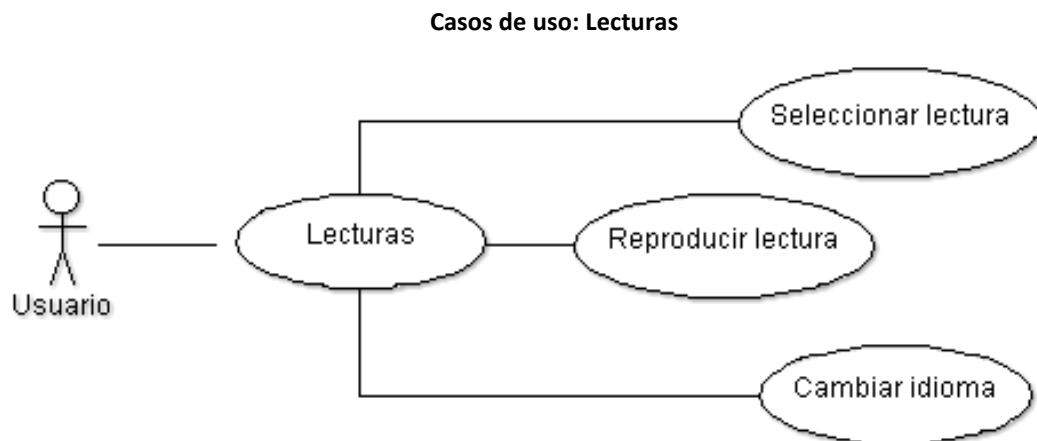 Casos de uso: Lecturas
Seleccionar lectura
Lecturas
Reproducir lectura
Usuario
Cambiar idioma